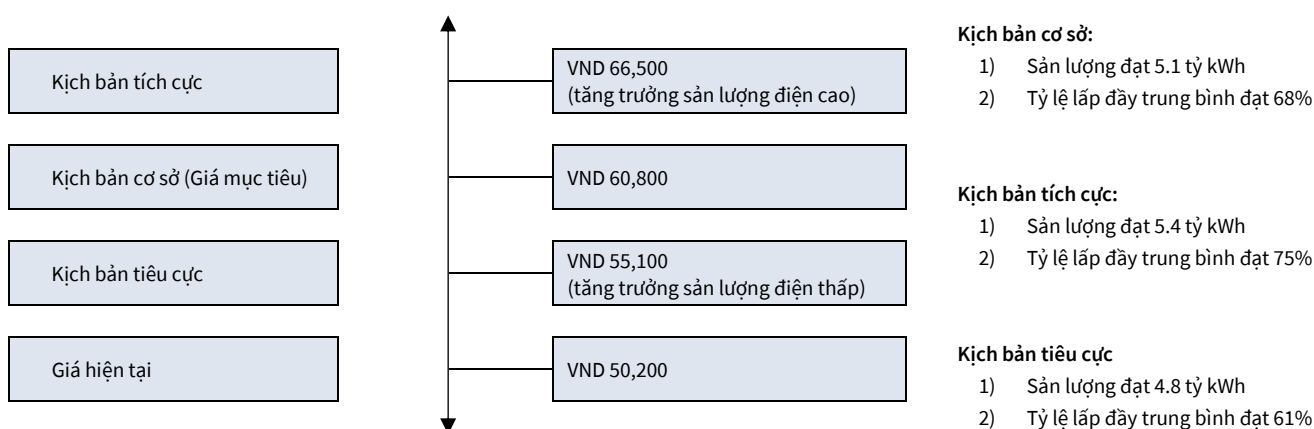 Kịch bản tích cực
VND 66,500
(tăng trưởng sản lượng điện cao)
Kịch bản cơ sở (Giá mục tiêu)
VND 60,800
Kịch bản tiêu cực
VND 55,100
(tăng trưởng sản lượng điện thấp)
Giá hiện tại
VND 50,200
Kịch bản cơ sở:
1) Sản lượng đạt 5.1 tỷ kWh
2) Tỷ lệ lấp đầy trung bình đạt 68%
Kịch bản tích cực:
1) Sản lượng đạt 5.4 tỷ kWh
2) Tỷ lệ lấp đầy trung bình đạt 75%
Kịch bản tiêu cực
1) Sản lượng đạt 4.8 tỷ kWh
2) Tỷ lệ lấp đầy trung bình đạt 61%